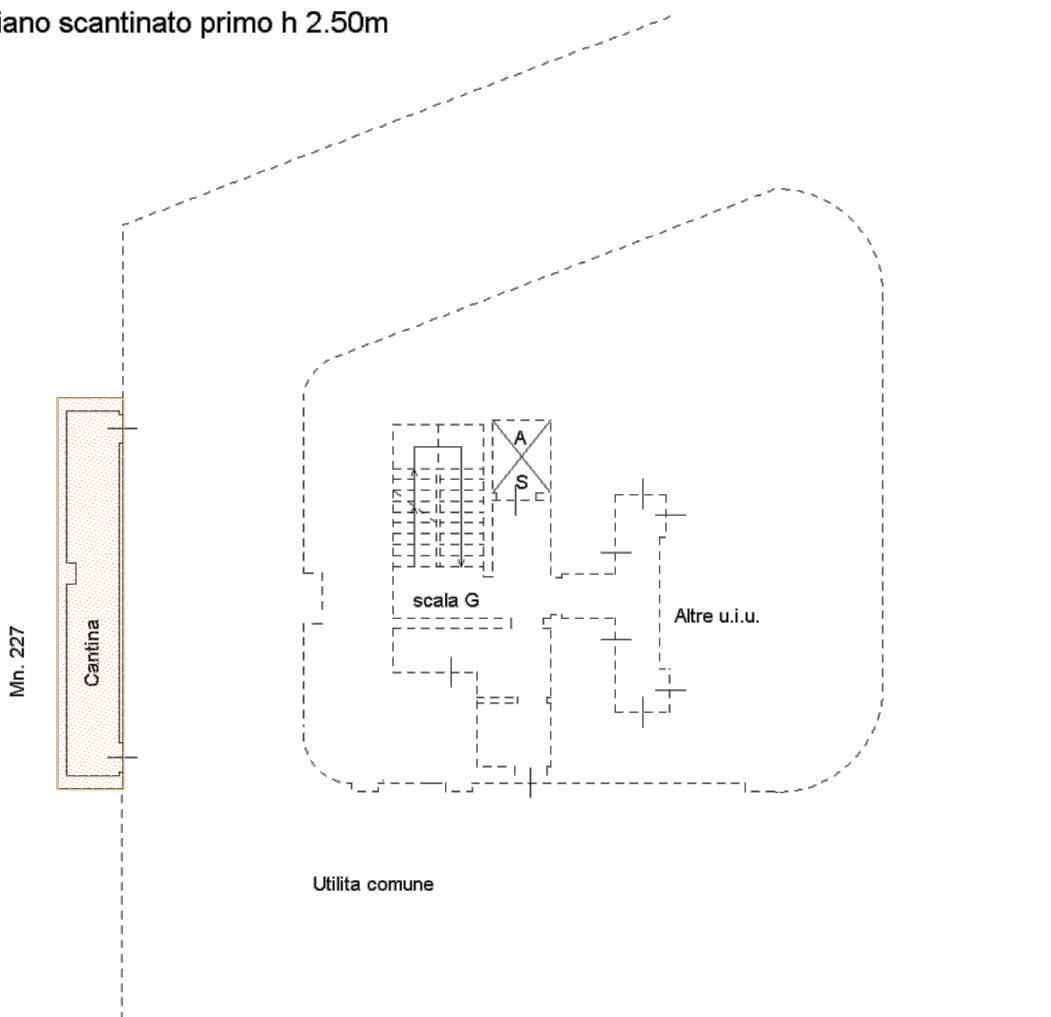 iano scantinato primo h 2.50m
A
S
scala G
Altre u.i.u.
Cantina
Mn. 227
Utilita comune